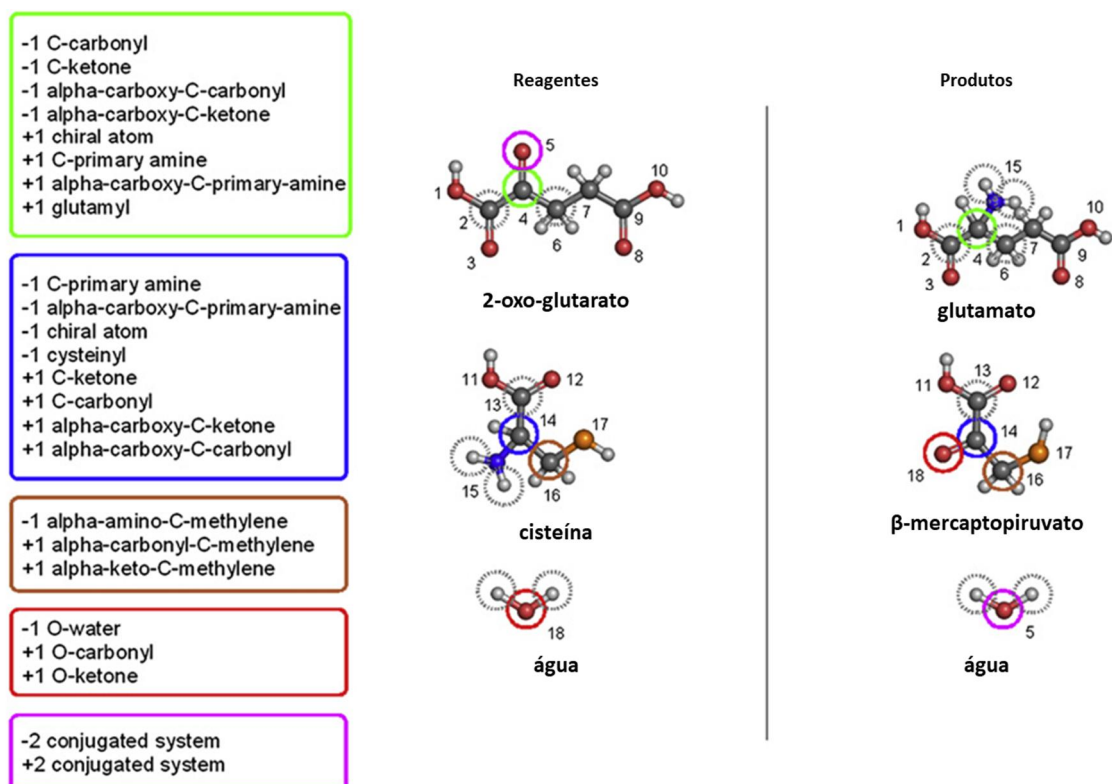 -1 C-carbonyl
-1 C-ketone
-1 alpha-carboxy-C-carbonyl
-1 alpha-carboxy-C-ketone
+1 chiral atom
+1 C-primary amine
+1 alpha-carboxy-C-primary-amine
+1 glutamyl
-1 C-primary amine
-1 alpha-carboxy-C-primary-amine
-1 chiral atom
-1 cysteinyl
+1 C-ketone
+1 C-carbonyl
+1 alpha-carboxy-C-ketone
+1 alpha-carboxy-C-carbonyl
-1 alpha-amino-C-methylene
+1 alpha-carbonyl-C-methylene
+1 alpha-keto-C-methylene
-1 O-water
+1 O-carbonyl
+1 O-ketone
-2 conjugated system
+2 conjugated system
Reagentes
5
10
1
2
4
7
9
3
6
8
2-oxo-glutarato
11
12
13
14
17
15
16
cisteína
18
água
Produtos
15
10
1
2
4
6
7
9
3
8
glutamato
13
11
12
14
17
18
16
β-mercaptopiruvato
5
água